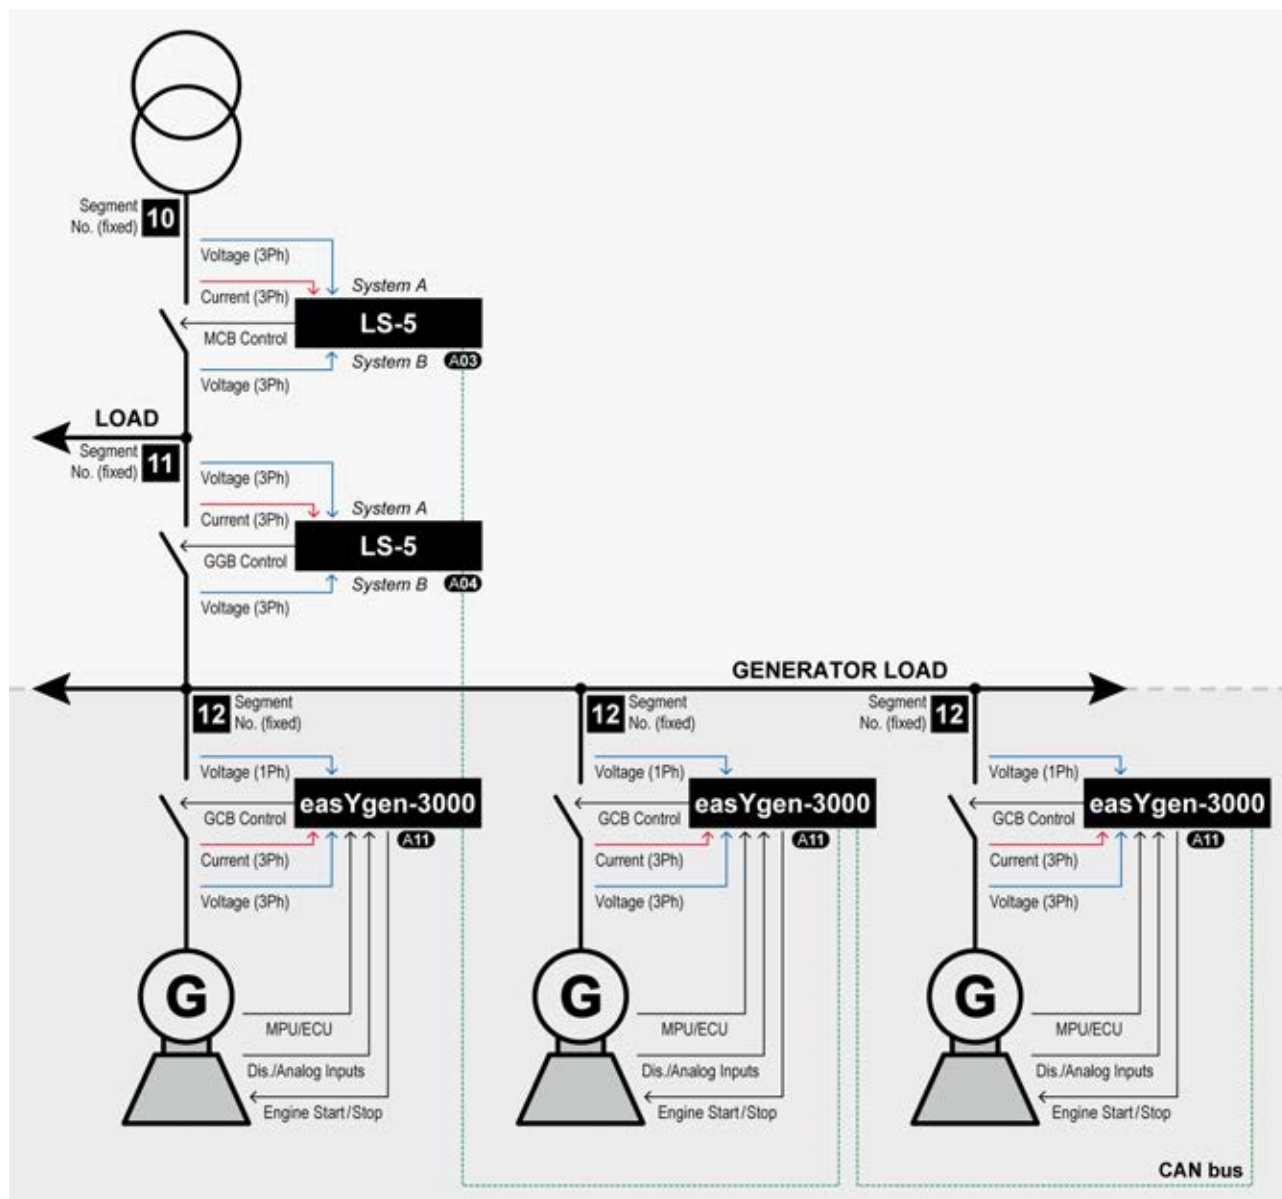 Segment
No. (fixed)
10
Voltage (3Ph)
Current (3Ph)
System A
LS-5
MCB Control
System B
A03
Voltage (3Ph)
LOAD
Segment
No. (fixed)
11
Voltage (3Ph)
Current (3Ph)
System A
LS-5
GGB Control
System B
A04
Voltage (3Ph)
GENERATOR LOAD
12
Segment
No. (fixed)
12
Segment
No. (fixed)
Segment
No. (fixed)
12
Voltage (1Ph)
easYgen-3000
GCB Control
A11
Current (3Ph)
Voltage (3Ph)
G
MPU/ECU
Dis./Analog Inputs
Engine Start/Stop
Voltage (1Ph)
easYgen-3000
GCB Control
A11
Current (3Ph)
Voltage (3Ph)
G
MPU/ECU
Dis./Analog Inputs
Engine Start/Stop
Voltage (1Ph)
easYgen-3000
GCB Control
A11
Current (3Ph)
Voltage (3Ph)
G
MPU/ECU
Dis./Analog Inputs
Engine Start/Stop
CAN bus